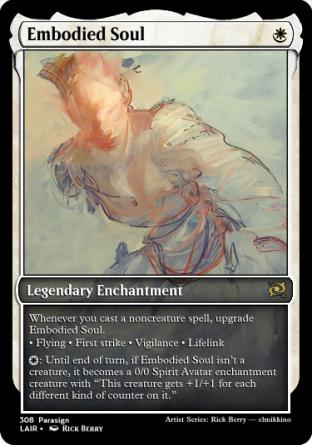 Embodied Soul
Legendary Enchantment
Whenever you cast a noncreature spell, upgrade
Embodied Soul.
• Flying • First strike • Vigilance • Lifelink
: Until end of turn, if Embodied Soul isn't a
creature, it becomes a 0/0 Spirit Avatar enchantment
creature with “This creature gets +1/+1 for each
different kind of counter on it.”
308 Parasign
Artist Series: Rick Berry — elmikkino
LAIR • RICK BERRY